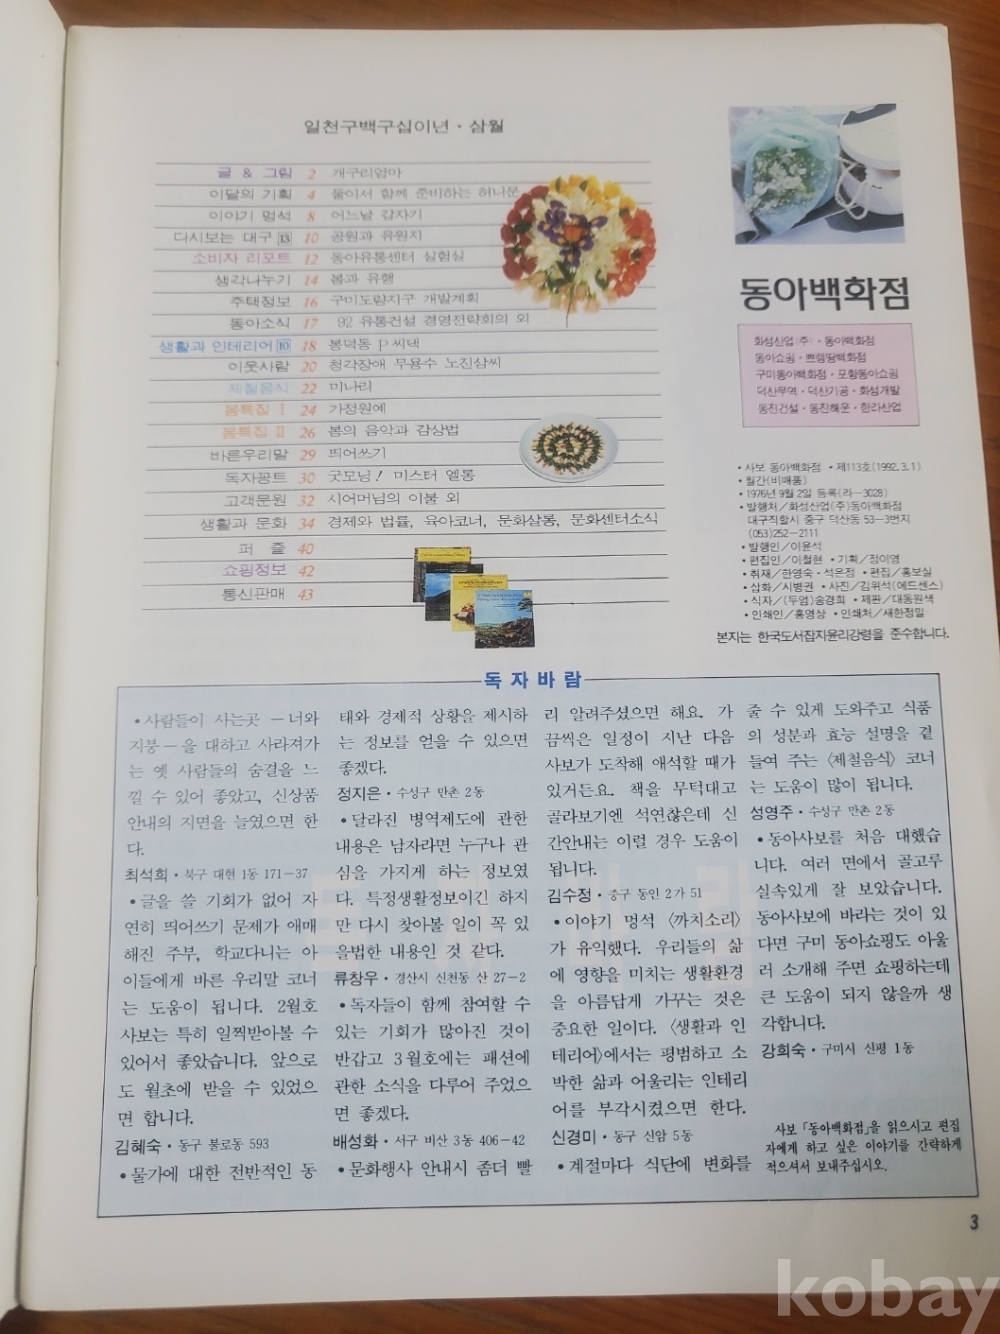 일천구백구십이년 · 삼월
글 & 그림 2 개구리엄마
이달의 기획 4 둘이서 함께 준비하는 허니문
이야기 멍석 8 어느날 갑자기
다시보는 대구 13 10 공원과 유원지
소비자 리포트 12 동아유통센터 실험실
생각나누기 14 봄과 유행
주택정보 16 구미도량지구 개발계획
동아소식 17 92 유통건설 경영전략회의 외
생활과 인테리어 10 18 봉덕동 P씨댁
이웃사람 20 청각장애 무용수 노진삼씨
제철음식 22 미나리
봄특집 Ⅰ 24 가정원예
봄특집 Ⅱ 26 봄의 음악과 감상법
바른우리말 29 띄어쓰기
독자꽁트 30 굿모닝! 미스터 엘롱
고객문원 32 시어머님의 이불 외
생활과 문화 34 경제와 법률, 육아코너, 문화살롱, 문화센터소식
퍼 즐 40
쇼핑정보 42
통신판매 43
동아백화점
화성산업(주)·동아백화점
동아쇼핑·쁘렝땅백화점
구미동아백화점·포항동아쇼핑
덕산무역·덕산기공·화성개발
동진건설·동진해운·한라산업
• 사보 동아백화점 • 제113호(1992. 3. 1)
• 월간(비매품)
• 1976년 9월 2일 등록(라-3028)
• 발행처/화성산업(주)동아백화점
대구직할시 중구 덕산동 53-3번지
(053)252-2111
• 발행인/이윤석
• 편집인/이철현 • 기획/정이영
• 취재/한영숙·석은정 • 편집/홍보실
• 삽화/시병권 • 사진/김위석(에드센스)
• 식자/(두엄)송경희 • 제판/대동원색
• 인쇄인/홍영상 • 인쇄처/새한정밀
본지는 한국도서잡지윤리강령을 준수합니다.
독자바람
• 사람들이 사는곳 -너와
지붕-을 대하고 사라져가
는 옛 사람들의 숨결을 느
낄 수 있어 좋았고, 신상품
안내의 지면을 늘였으면 한
다.
최석희·북구 대현 1동 171-37
• 글을 쓸 기회가 없어 자
연히 띄어쓰기 문제가 애매
해진 주부, 학교다니는 아
이들에게 바른 우리말 코너
는 도움이 됩니다. 2월호
사보는 특히 일찍받아볼 수
있어서 좋았습니다. 앞으로
도 월초에 받을 수 있었으
면 합니다.
김혜숙·동구 불로동 593
• 물가에 대한 전반적인 동
태와 경제적 상황을 제시하
는 정보를 얻을 수 있으면
좋겠다.
정지은·수성구 만촌 2동
• 달라진 병역제도에 관한
내용은 남자라면 누구나 관
심을 가지게 하는 정보였
다. 특정생활정보이긴 하지
만 다시 찾아볼 일이 꼭 있
을법한 내용인 것 같다.
류창우·경산시 신천동 산 27-2
• 독자들이 함께 참여할 수
있는 기회가 많아진 것이
반갑고 3월호에는 패션에
관한 소식을 다루어 주었으
면 좋겠다.
배성화·서구 비산 3동 406-42
• 문화행사 안내시 좀더 빨
리 알려주셨으면 해요. 가
끔씩은 일정이 지난 다음
사보가 도착해 애석할 때가
있거든요. 책을 무턱대고
골라보기엔 석연찮은데 신
간안내는 이럴 경우 도움이
됩니다.
김수정·중구 동인 2가 51
• 이야기 멍석 〈까치소리〉
가 유익했다. 우리들의 삶
에 영향을 미치는 생활환경
을 아름답게 가꾸는 것은
중요한 일이다. 〈생활과 인
테리어〉에서는 평범하고 소
박한 삶과 어울리는 인테리
어를 부각시켰으면 한다.
신경미·동구 신암 5동
• 계절마다 식단에 변화를
줄 수 있게 도와주고 식품
의 성분과 효능 설명을 곁
들여 주는 〈제철음식〉 코너
는 도움이 많이 됩니다.
성영주·수성구 만촌 2동
• 동아사보를 처음 대했습
니다. 여러 면에서 골고루
실속있게 잘 보았습니다.
동아사보에 바라는 것이 있
다면 구미 동아쇼핑도 아울
러 소개해 주면 쇼핑하는데
큰 도움이 되지 않을까 생
각합니다.
강희숙·구미시 신평 1동
사보 「동아백화점」을 읽으시고 편집
자에게 하고 싶은 이야기를 간략하게
적으셔서 보내주십시오.
3
kobay